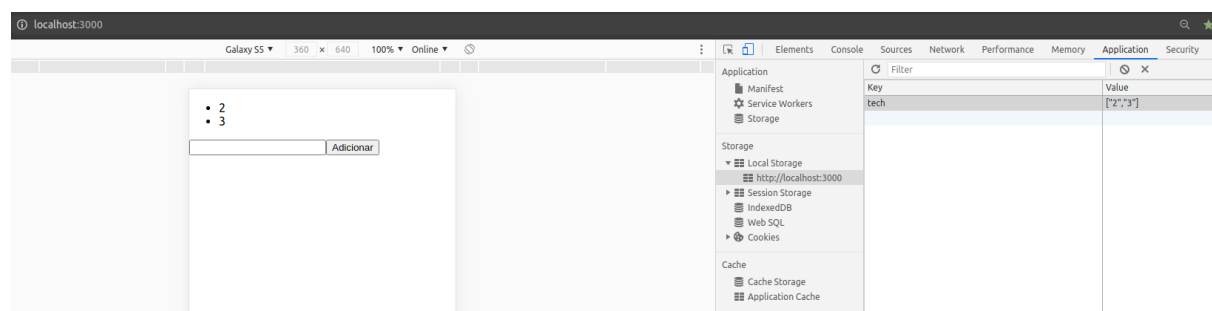 localhost:3000
Galaxy S5 ▼ 360 × 640 100% ▼ Online ▼
Elements Console Sources Network Performance Memory Application Security
Application
Manifest
Service Workers
Storage
Storage
Local Storage
http://localhost:3000
Session Storage
IndexedDB
Web SQL
Cookies
Cache
Cache Storage
Application Cache
Filter
Key Value
tech ["2","3"]
• 2
• 3
Adicionar